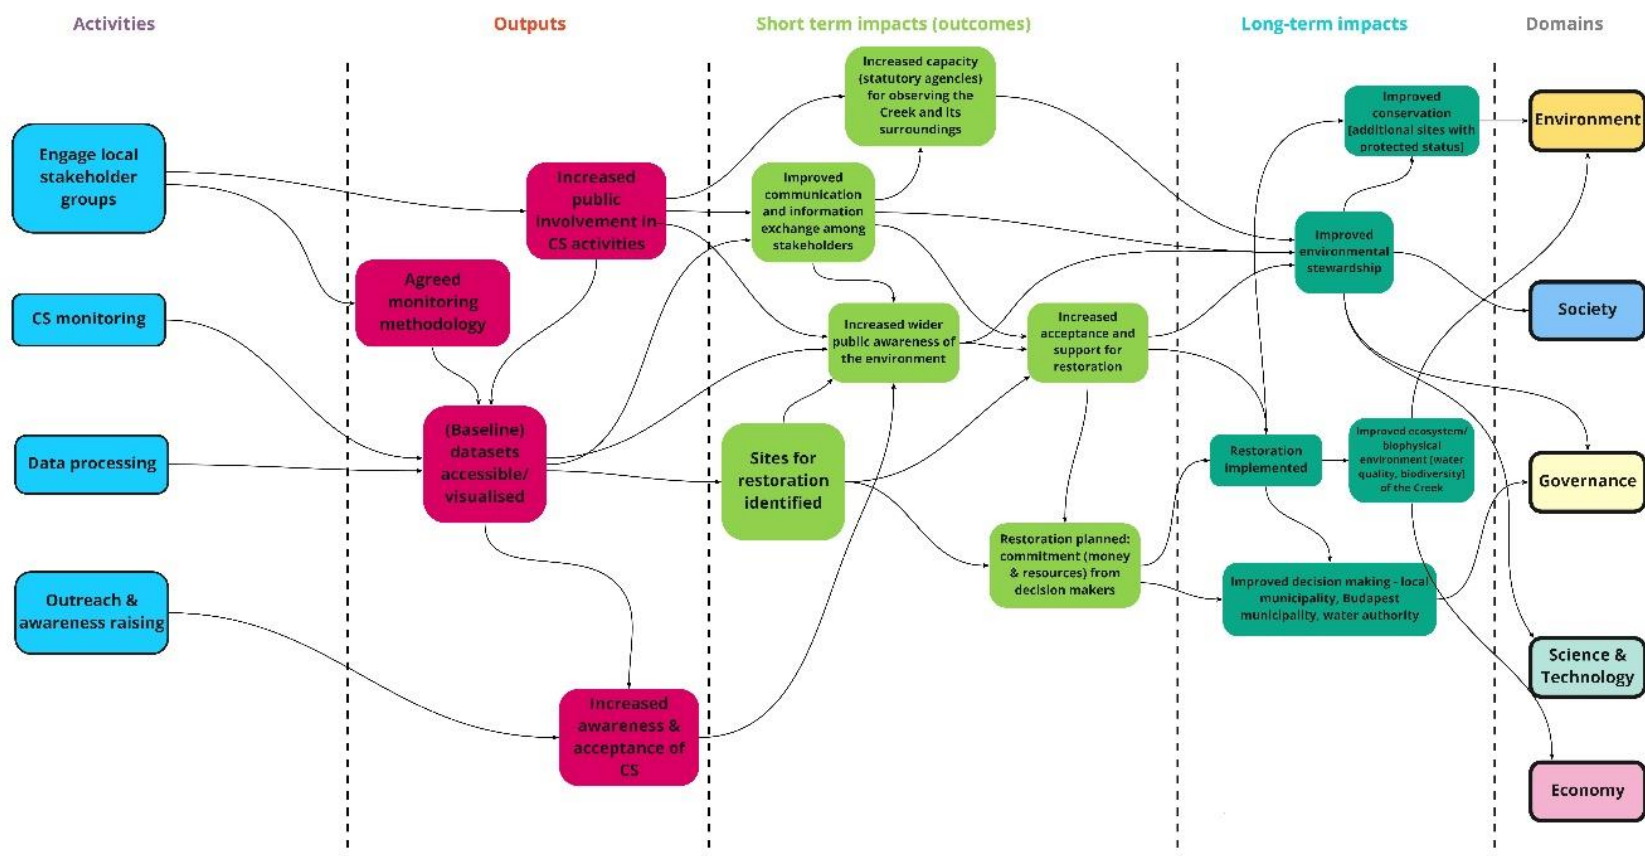 Activities
Outputs
Short term impacts (outcomes)
Long-term impacts
Domains
Engage local
stakeholder
groups
CS monitoring
Data processing
Outreach &
awareness raising
Increased
public
involvement in
CS activities
Agreed
monitoring
methodology
(Baseline)
datasets
accessible/
visualised
Increased
awareness &
acceptance of
CS
Increased capacity
(statutory agencies)
for observing the
Creek and its
surroundings
Improved
communication
and information
exchange among
stakeholders
Increased wider
public awareness of
the environment
Sites for
restoration
identified
Increased
acceptance and
support for
restoration
Restoration planned:
commitment (money
& resources) from
decision makers
Improved
conservation
[additional sites with
protected status]
Improved
environmental
stewardship
Restoration
implemented
Improved ecosystem/
biophysical
environment [water
quality, biodiversity]
of the Creek
Improved decision making - local
municipality, Budapest
municipality, water authority
Environment
Society
Governance
Science &
Technology
Economy